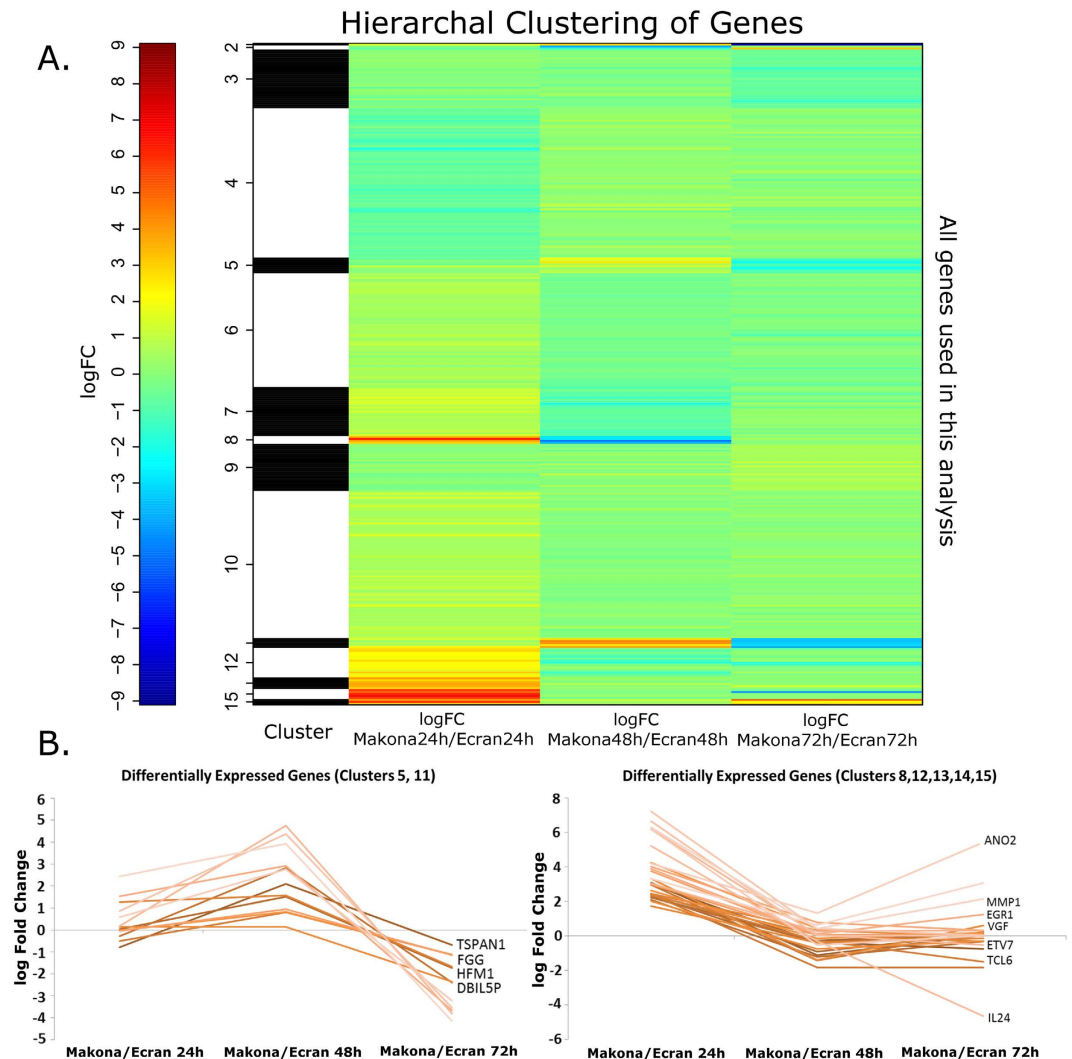 Hierarchal Clustering of Genes
A.
logFC
9
8
7
6
5
4
3
2
1
0
−1
−2
−3
−4
−5
−6
−7
−8
−9
2
3
4
5
6
7
8
9
10
12
15
All genes used in this analysis
Cluster
logFC
Makona24h/Ecran24h
logFC
Makona48h/Ecran48h
logFC
Makona72h/Ecran72h
B.
Differentially Expressed Genes (Clusters 5, 11)
log Fold Change
6
5
4
3
2
1
0
-1
-2
-3
-4
-5
TSPAN1
FGG
HFM1
DBIL5P
Makona/Ecran 24h
Makona/Ecran 48h
Makona/Ecran 72h
Differentially Expressed Genes (Clusters 8,12,13,14,15)
log Fold Change
8
6
4
2
0
-2
-4
-6
ANO2
MMP1
EGR1
VGF
ETV7
TCL6
IL24
Makona/Ecran 24h
Makona/Ecran 48h
Makona/Ecran 72h